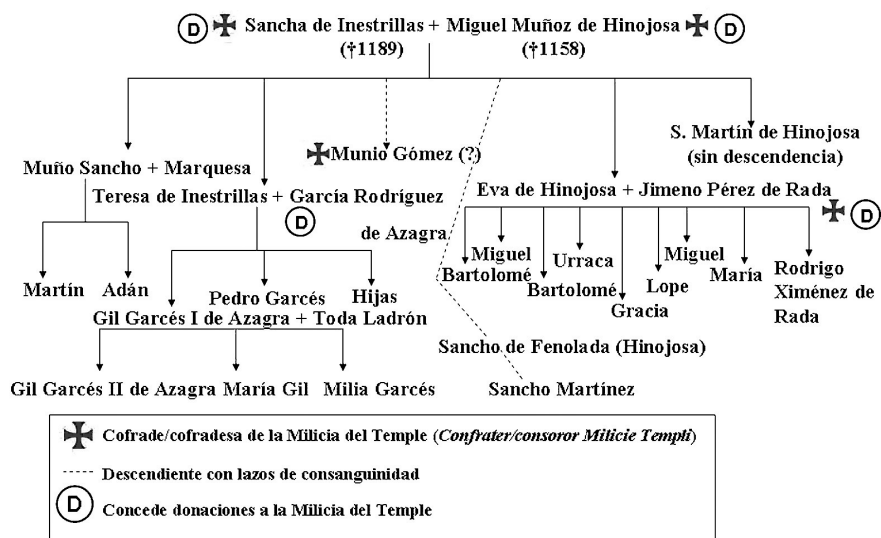 D Sancha de Inestrillas + Miguel Muñoz de Hinojosa D
(†1189) (†1158)
S. Martín de Hinojosa
(sin descendencia)
Munio Gómez (?)
Muño Sancho + Marquesa
Teresa de Inestrillas + García Rodríguez
de Azagra
D
Eva de Hinojosa + Jimeno Pérez de Rada
D
Martín
Adán
Pedro Garcés
Hijas
Gil Garcés I de Azagra + Toda Ladrón
Bartolomé
Miguel
Bartolomé
Urraca
Gracia
Lope
Miguel
María
Rodrigo
Ximénez de
Rada
Sancho de Fenolada (Hinojosa)
Gil Garcés II de Azagra María Gil Milia Garcés
Sancho Martínez
Cofrade/cofradesa de la Milicia del Temple (Confrater/consoror Milicie Templi)
Descendiente con lazos de consanguinidad
D Concede donaciones a la Milicia del Temple